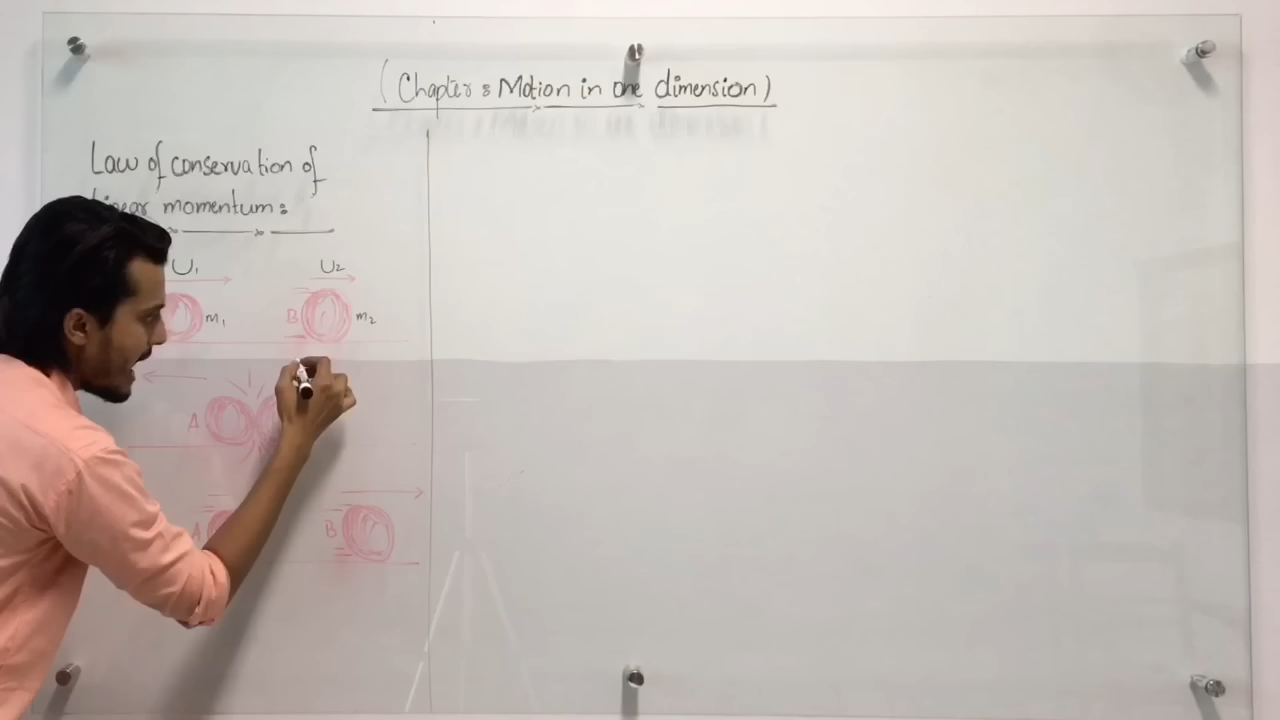 (Chapter : Motion in one dimension)
Law of conservation of
linear momentum :
U₁ U₂
m₁ B m₂
A
A B